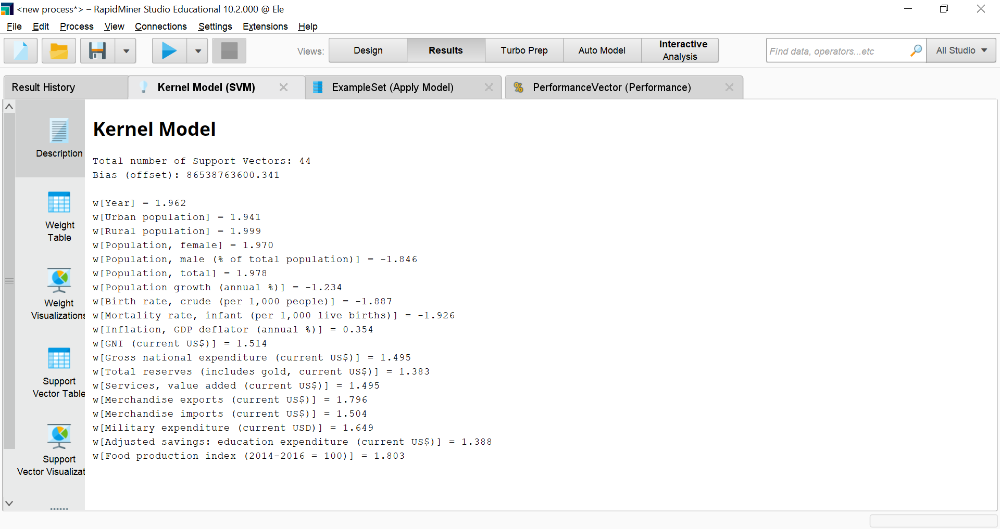 <new process*> – RapidMiner Studio Educational 10.2.000 @ Ele
File Edit Process View Connections Settings Extensions Help
Views: Design Results Turbo Prep Auto Model Interactive Analysis Find data, operators...etc All Studio
Result History Kernel Model (SVM) ExampleSet (Apply Model) PerformanceVector (Performance)
Description
Weight
Table
Weight
Visualizations
Support
Vector Table
Support
Vector Visualizat
Kernel Model
Total number of Support Vectors: 44
Bias (offset): 86538763600.341
w[Year] = 1.962
w[Urban population] = 1.941
w[Rural population] = 1.999
w[Population, female] = 1.970
w[Population, male (% of total population)] = -1.846
w[Population, total] = 1.978
w[Population growth (annual %)] = -1.234
w[Birth rate, crude (per 1,000 people)] = -1.887
w[Mortality rate, infant (per 1,000 live births)] = -1.926
w[Inflation, GDP deflator (annual %)] = 0.354
w[GNI (current US$)] = 1.514
w[Gross national expenditure (current US$)] = 1.495
w[Total reserves (includes gold, current US$)] = 1.383
w[Services, value added (current US$)] = 1.495
w[Merchandise exports (current US$)] = 1.796
w[Merchandise imports (current US$)] = 1.504
w[Military expenditure (current USD)] = 1.649
w[Adjusted savings: education expenditure (current US$)] = 1.388
w[Food production index (2014-2016 = 100)] = 1.803